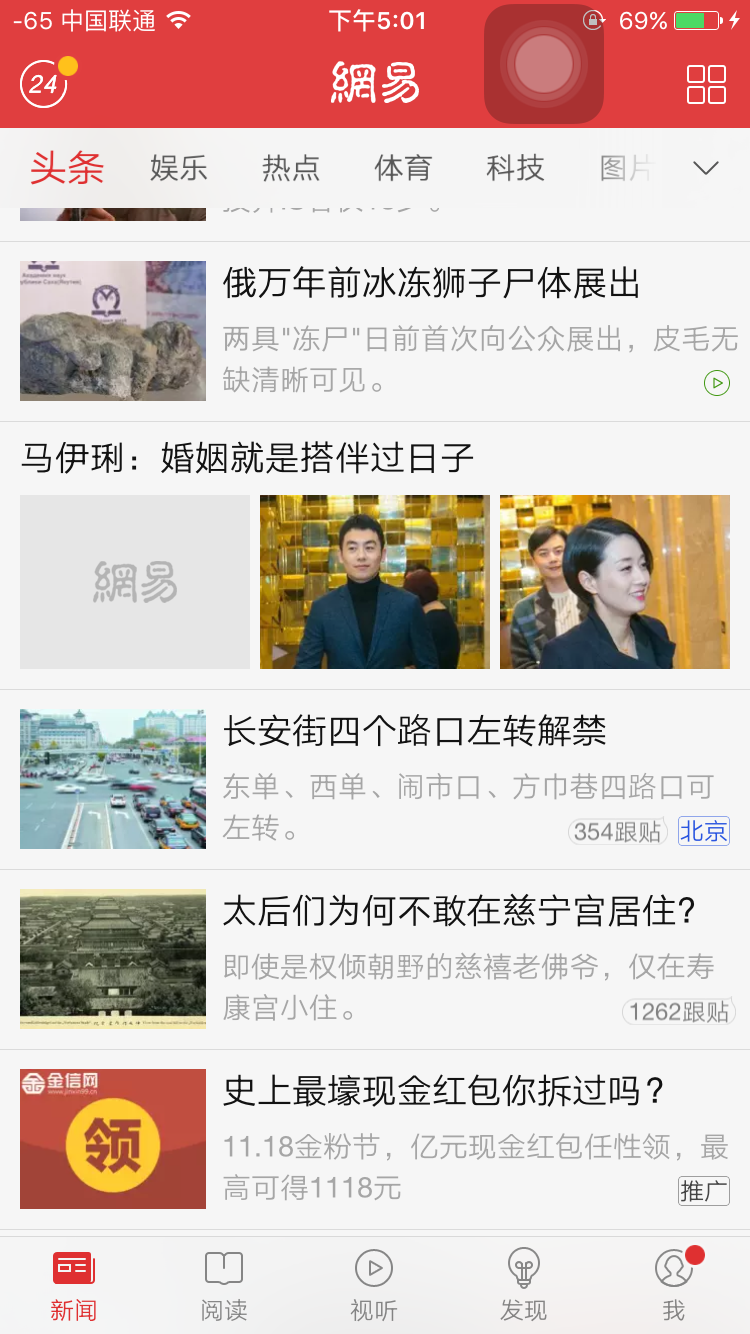 -65 中国联通 下午5:01 69%
24 網易
头条 娱乐 热点 体育 科技 图片
俄万年前冰冻狮子尸体展出
两具"冻尸"日前首次向公众展出，皮毛无
缺清晰可见。
马伊琍：婚姻就是搭伴过日子
網易
长安街四个路口左转解禁
东单、西单、闹市口、方巾巷四路口可
左转。
354跟贴 北京
太后们为何不敢在慈宁宫居住?
即使是权倾朝野的慈禧老佛爷，仅在寿
康宫小住。
1262跟贴
金信网
www.jinxin99.cn
领
史上最壕现金红包你拆过吗?
11.18金粉节，亿元现金红包任性领，最
高可得1118元
推广
新闻 阅读 视听 发现 我